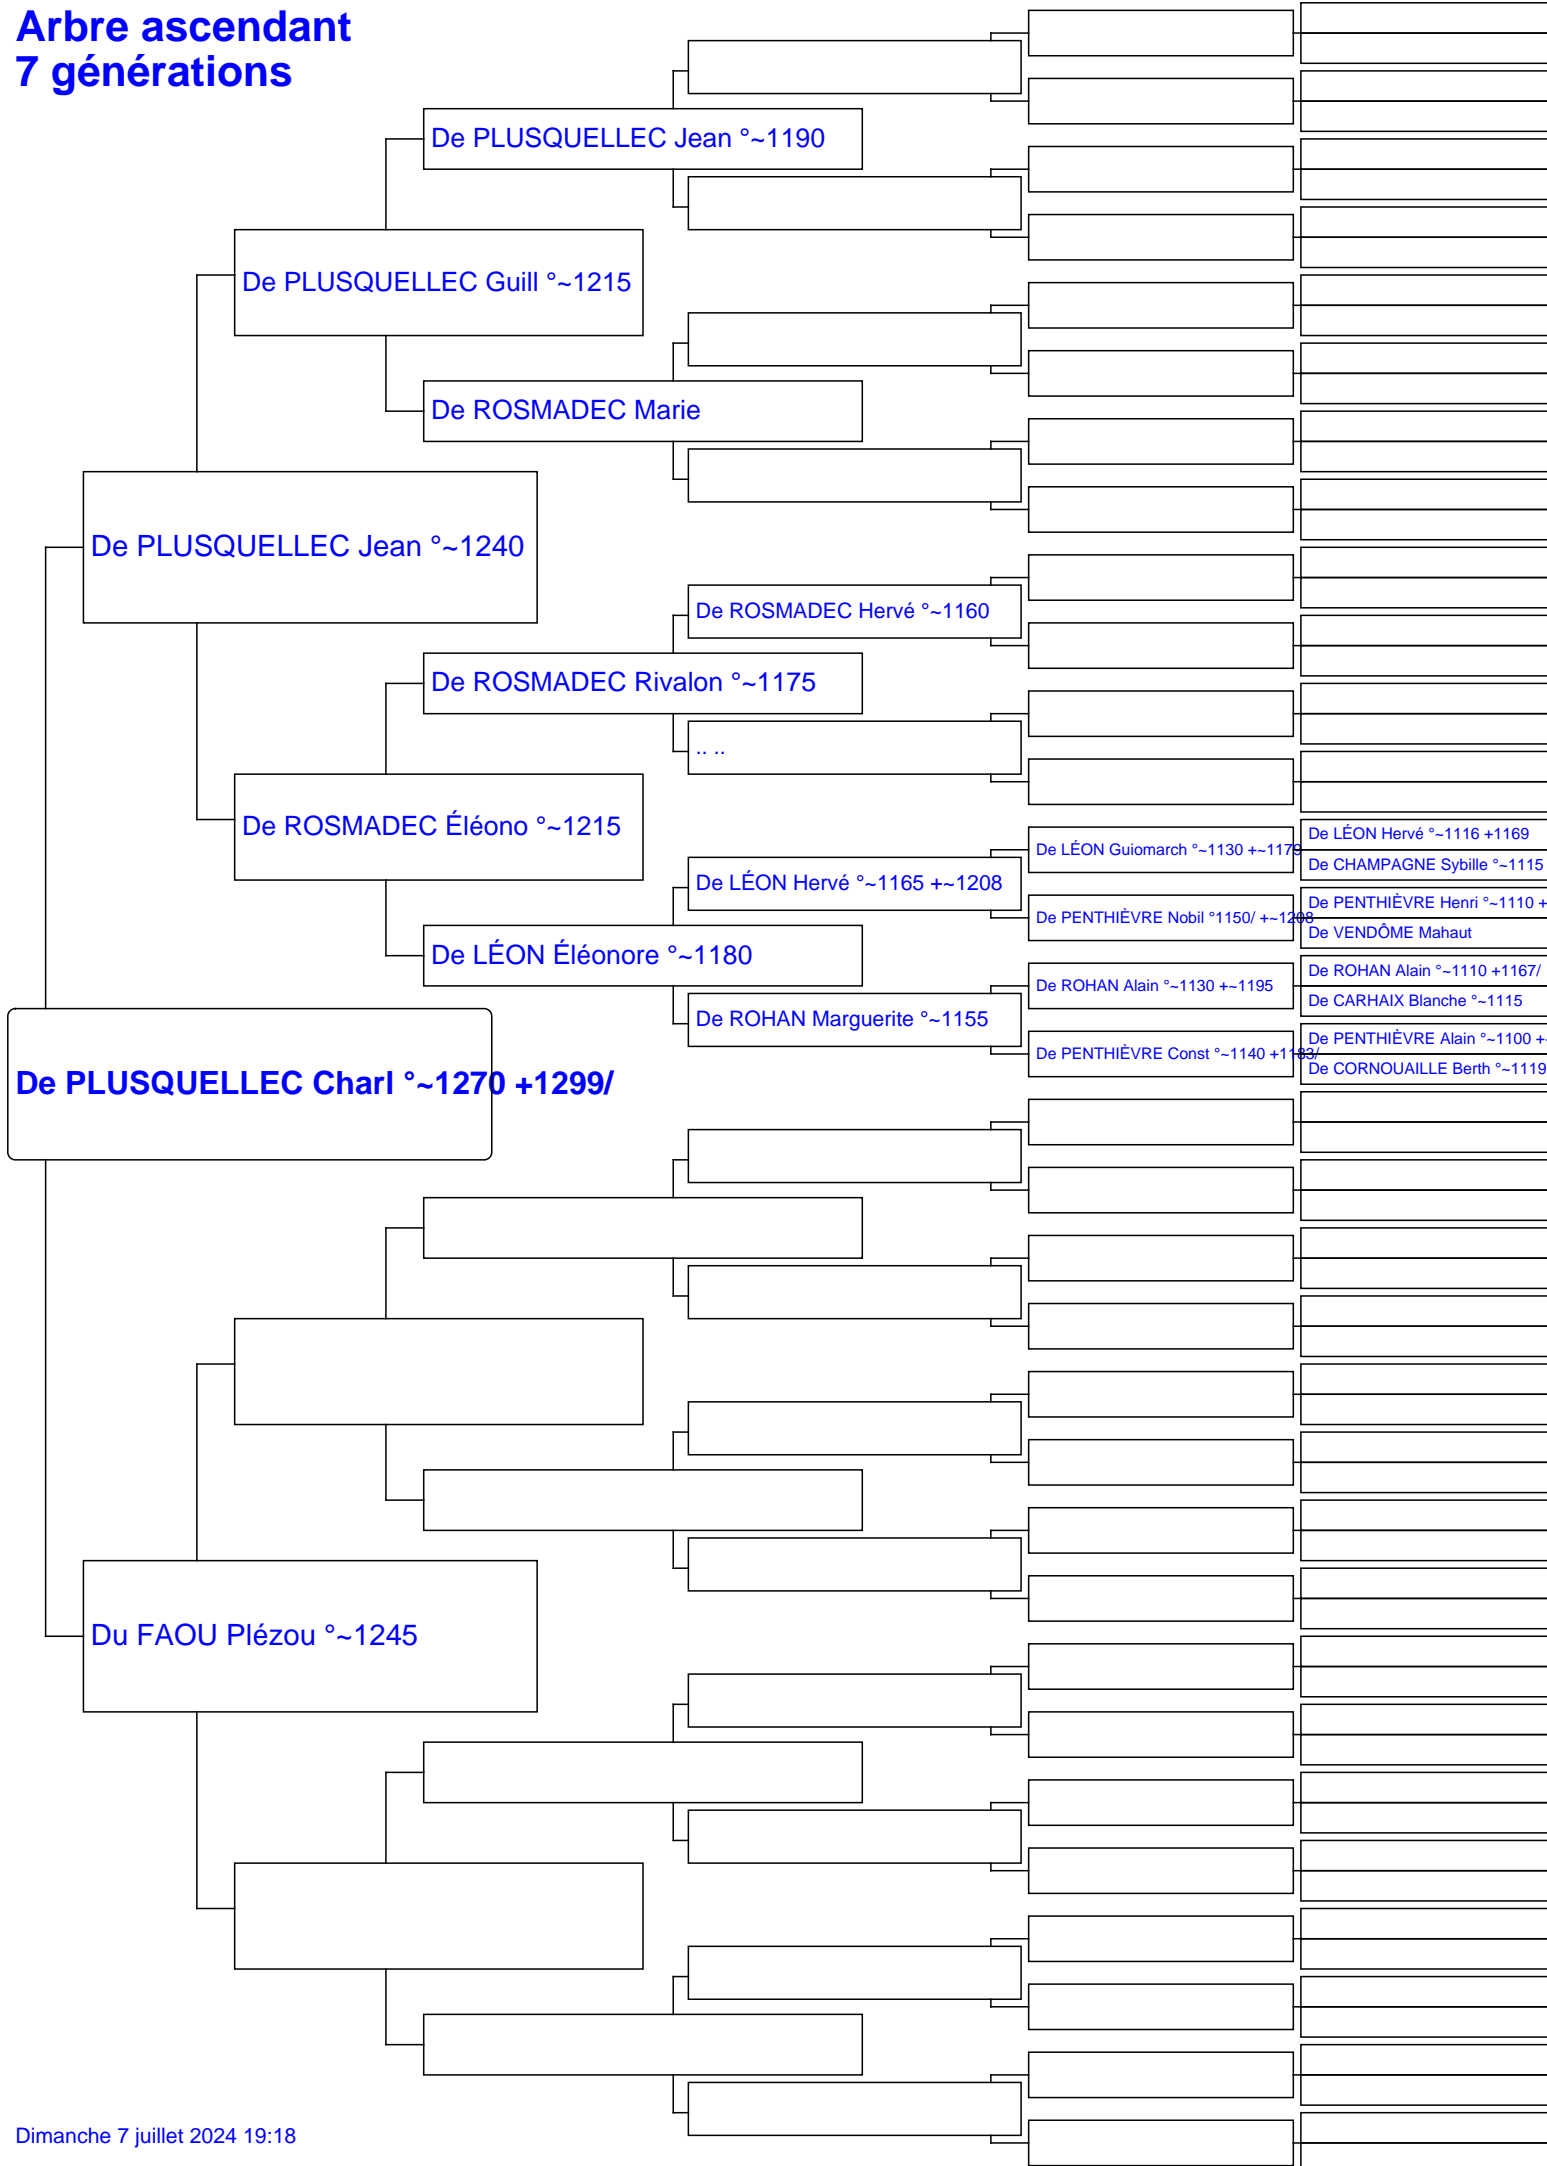 Arbre ascendant
7 générations
De PLUSQUELLEC Jean °~1190
De PLUSQUELLEC Guill °~1215
De ROSMADEC Marie
De PLUSQUELLEC Jean °~1240
De ROSMADEC Hervé °~1160
De ROSMADEC Rivalon °~1175
.. ..
De ROSMADEC Éléono °~1215
De LÉON Hervé °~1116 +1169
De LÉON Guiomarch °~1130 +~1179
De CHAMPAGNE Sybille °~1115
De LÉON Hervé °~1165 +~1208
De PENTHIÈVRE Henri °~1110 +
De PENTHIÈVRE Nobil °1150/ +~1208
De VENDÔME Mahaut
De LÉON Éléonore °~1180
De ROHAN Alain °~1110 +1167/
De ROHAN Alain °~1130 +~1195
De CARHAIX Blanche °~1115
De ROHAN Marguerite °~1155
De PENTHIÈVRE Alain °~1100 +
De PENTHIÈVRE Const °~1140 +1183/
De CORNOUAILLE Berth °~1119
De PLUSQUELLEC Charl °~1270 +1299/
Du FAOU Plézou °~1245
Dimanche 7 juillet 2024 19:18